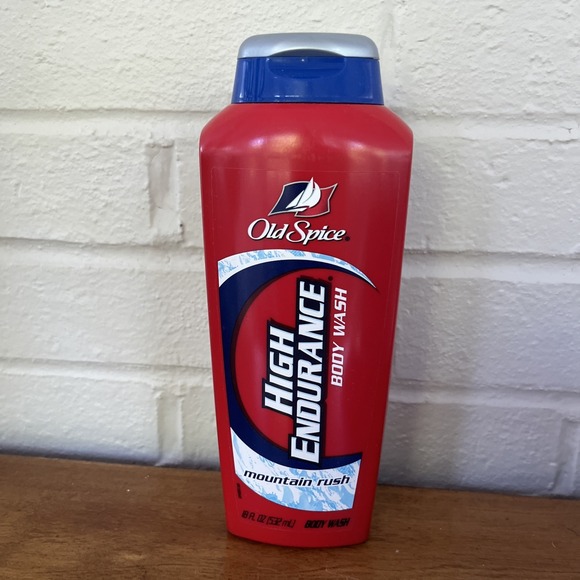 Old Spice
HIGH
ENDURANCE
BODY WASH
mountain rush
18 FL OZ (532 mL)
BODY WASH